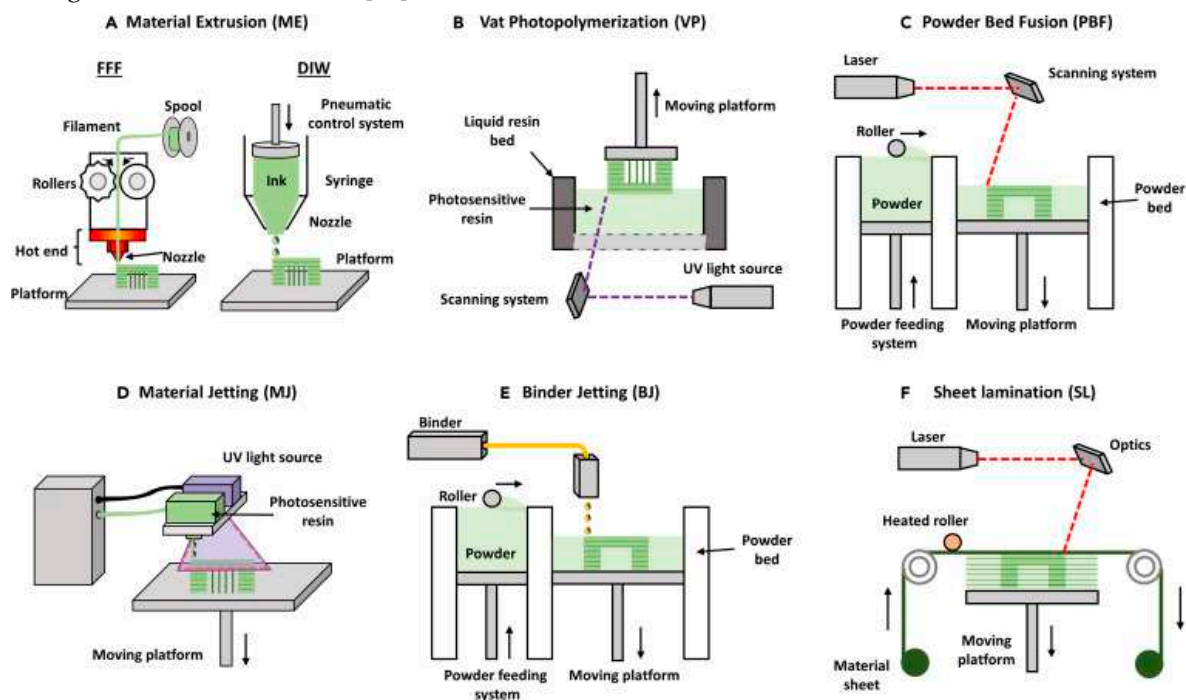 A Material Extrusion (ME)
FFF
DIW
Spool
Filament
Rollers
Hot end
Nozzle
Platform
Pneumatic
control system
Ink
Syringe
Nozzle
Platform
B Vat Photopolymerization (VP)
Moving platform
Liquid resin
bed
Photosensitive
resin
UV light source
Scanning system
C Powder Bed Fusion (PBF)
Laser
Scanning system
Roller
Powder
Powder
bed
Powder feeding
system
Moving platform
D Material Jetting (MJ)
UV light source
Photosensitive
resin
Moving platform
E Binder Jetting (BJ)
Binder
Roller
Powder
Powder
bed
Powder feeding
system
Moving platform
F Sheet lamination (SL)
Laser
Optics
Heated roller
Material
sheet
Moving
platform